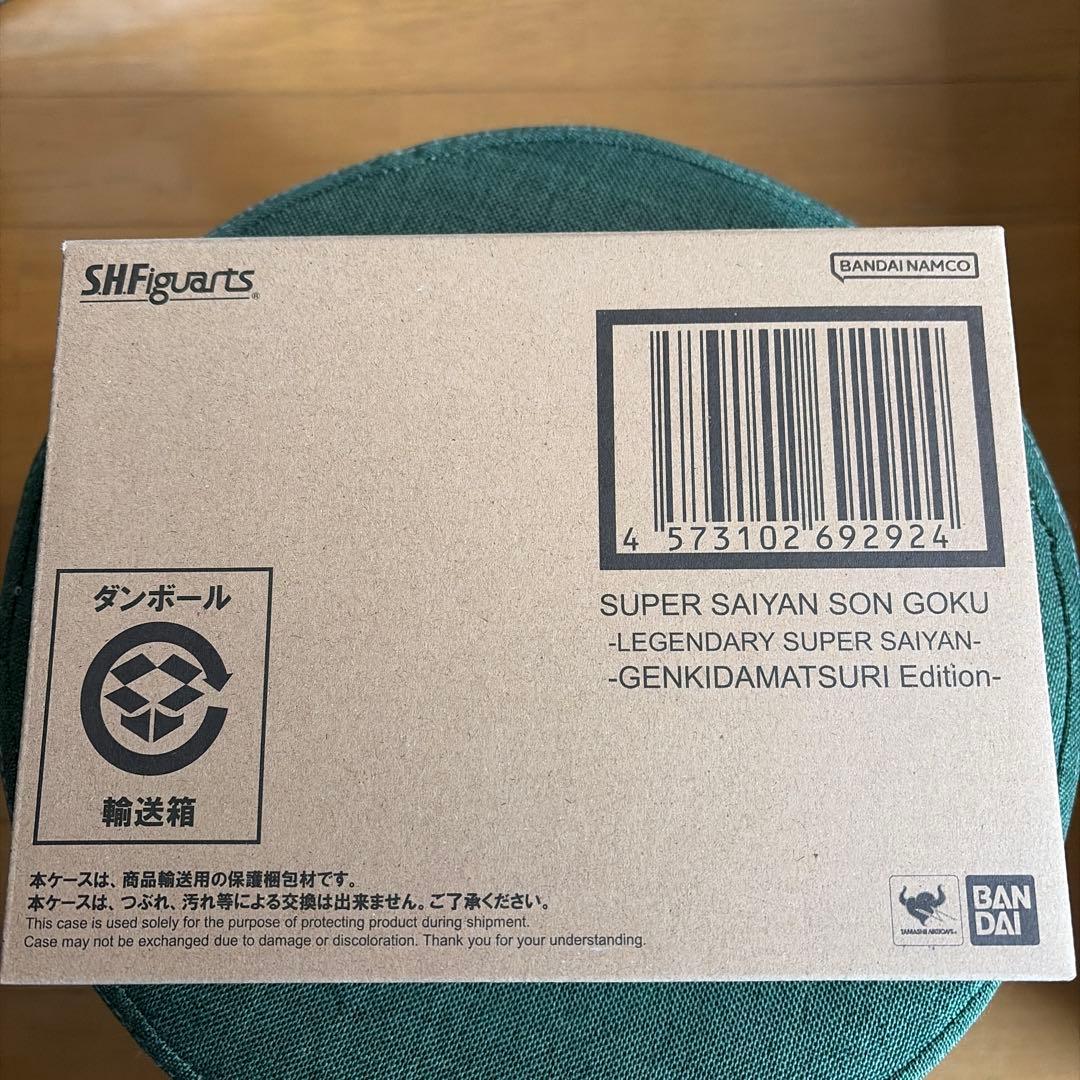 S.H.Figuarts®
BANDAI NAMCO
4 573102 692924
SUPER SAIYAN SON GOKU
-LEGENDARY SUPER SAIYAN-
-GENKIDAMATSURI Edition-
ダンボール
輸送箱
本ケースは、商品輸送用の保護梱包材です。
本ケースは、つぶれ、汚れ等による交換は出来ません。ご了承ください。
This case is used solely for the purpose of protecting product during shipment.
Case may not be exchanged due to damage or discoloration. Thank you for your understanding.
TAMASHII NATIONS
BAN
DAI